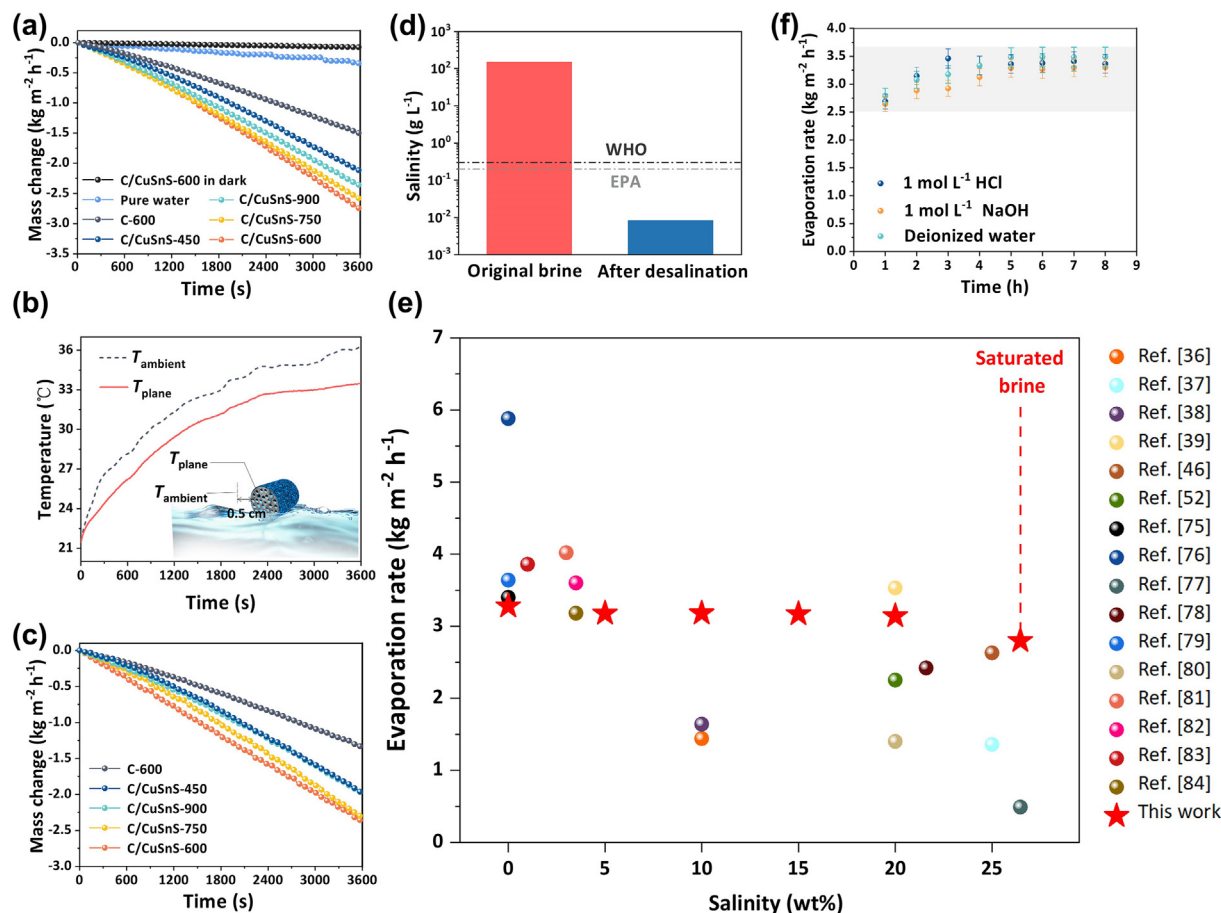 (a)
Mass change (kg m⁻² h⁻¹)
0.0
-0.5
-1.0
-1.5
-2.0
-2.5
-3.0
-3.5
C/CuSnS-600 in dark
Pure water
C-600
C/CuSnS-450
C/CuSnS-900
C/CuSnS-750
C/CuSnS-600
0 600 1200 1800 2400 3000 3600
Time (s)
(d)
Salinity (g L⁻¹)
10³
10²
10¹
10⁰
10⁻¹
10⁻²
10⁻³
WHO
EPA
Original brine After desalination
(f)
Evaporation rate (kg m⁻² h⁻¹)
4.0
3.5
3.0
2.5
2.0
1.5
1.0
0.5
0.0
1 mol L⁻¹ HCl
1 mol L⁻¹ NaOH
Deionized water
0 1 2 3 4 5 6 7 8 9
Time (h)
(b)
Temperature (℃)
36
33
30
27
24
21
T ambient
T plane
T plane
T ambient
0.5 cm
0 600 1200 1800 2400 3000 3600
Time (s)
(c)
Mass change (kg m⁻² h⁻¹)
0.0
-0.5
-1.0
-1.5
-2.0
-2.5
-3.0
C-600
C/CuSnS-450
C/CuSnS-900
C/CuSnS-750
C/CuSnS-600
0 600 1200 1800 2400 3000 3600
Time (s)
(e)
Evaporation rate (kg m⁻² h⁻¹)
7
6
5
4
3
2
1
0
Saturated
brine
0 5 10 15 20 25
Salinity (wt%)
Ref. [36]
Ref. [37]
Ref. [38]
Ref. [39]
Ref. [46]
Ref. [52]
Ref. [75]
Ref. [76]
Ref. [77]
Ref. [78]
Ref. [79]
Ref. [80]
Ref. [81]
Ref. [82]
Ref. [83]
Ref. [84]
This work